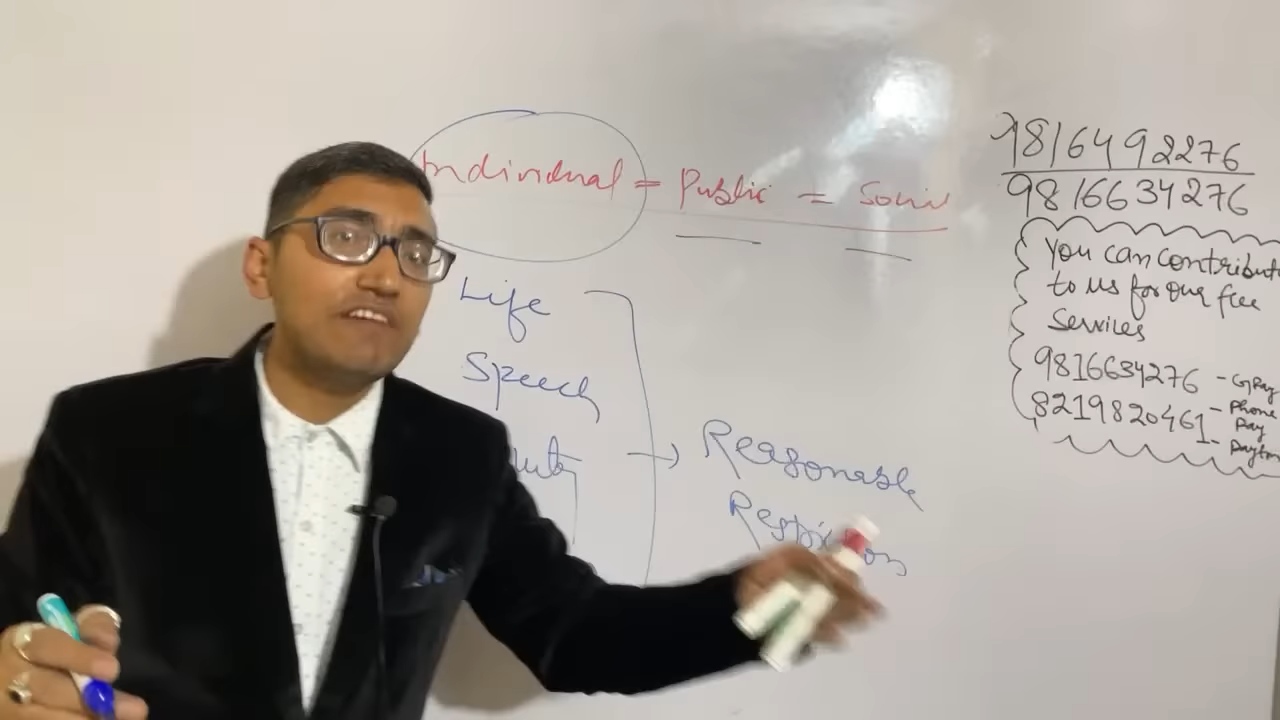 Individual = Public = Social
Life
Speech
Reasonable
9816492276
9816634276
You can contribute
to us for our free
Services
9816634276 - G Pay
8219820461 - Phone
Pay
- Paytm